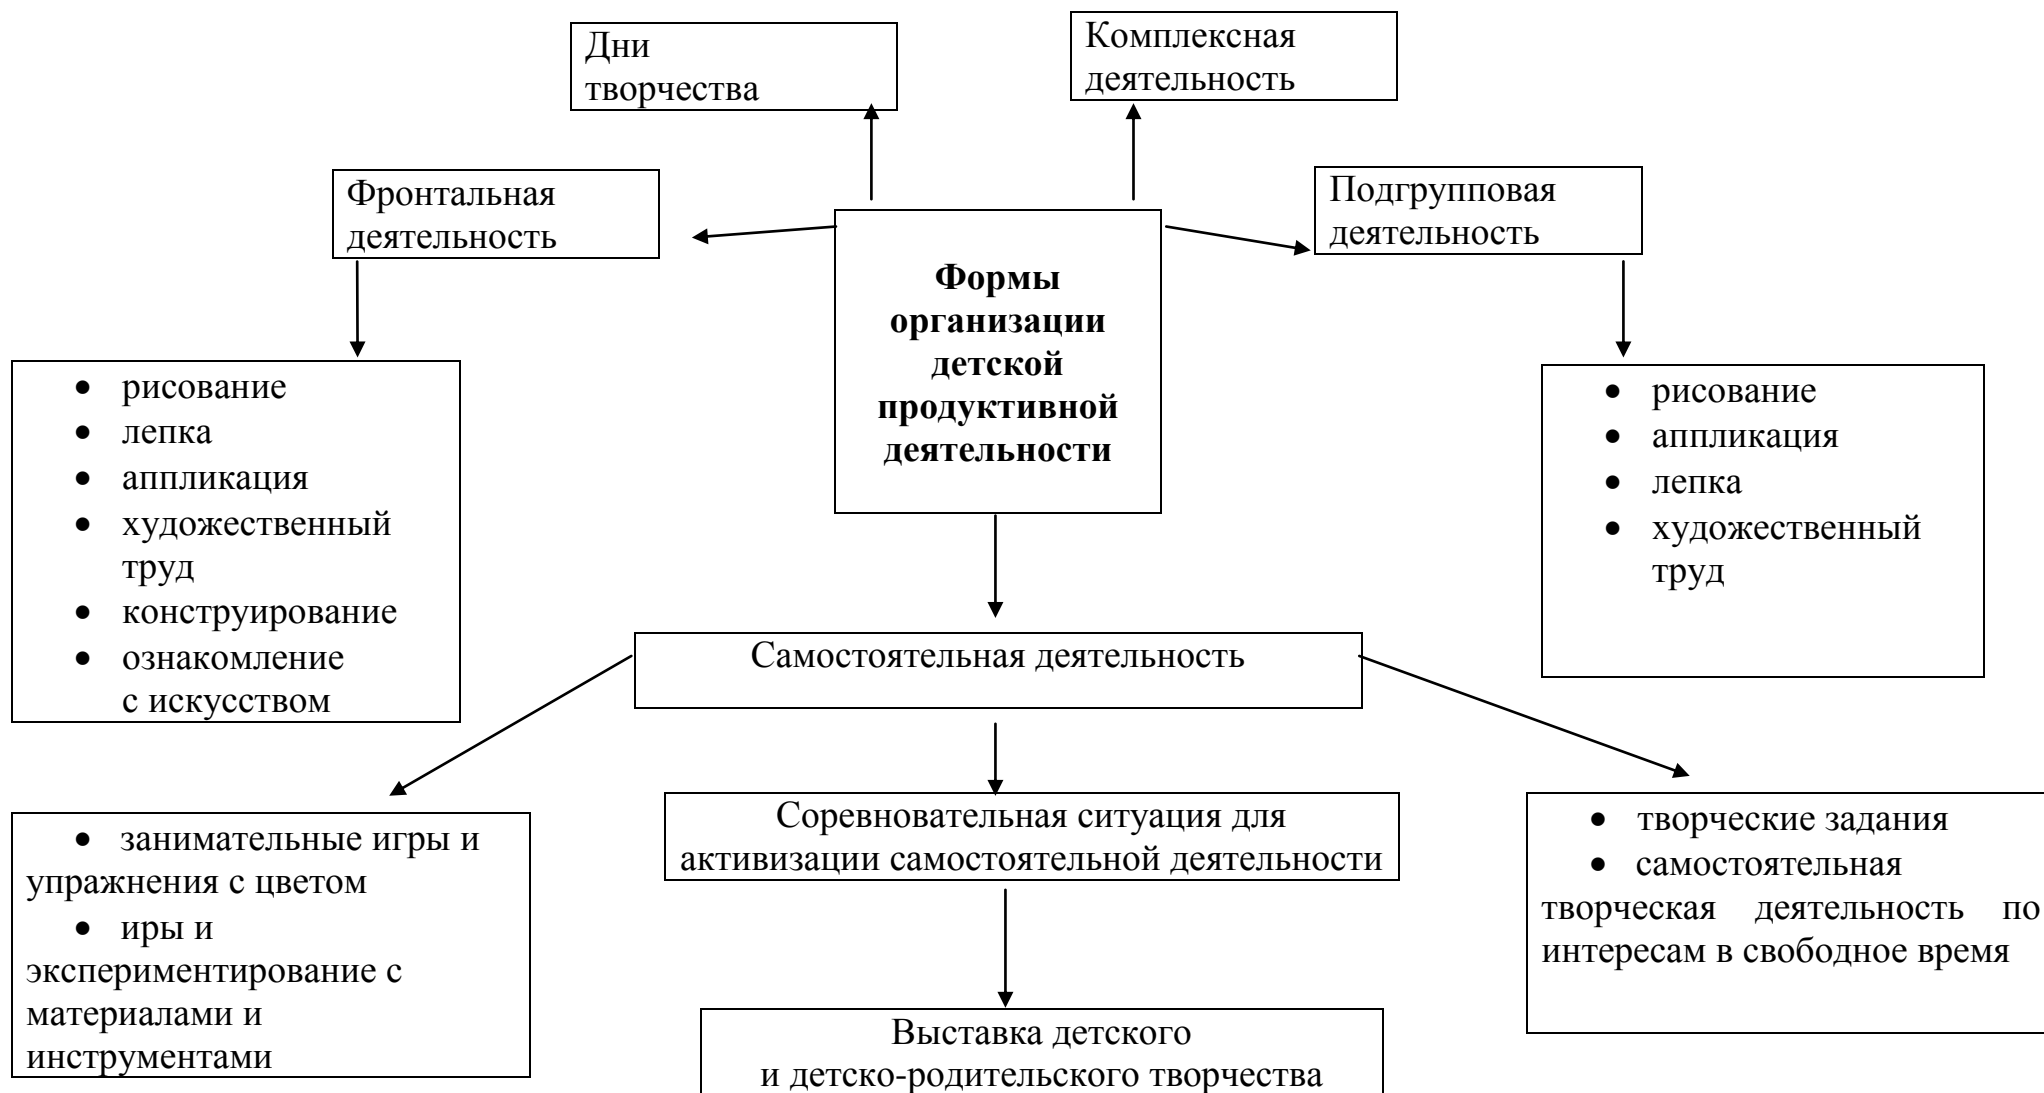 Дни
творчества
Комплексная
деятельность
Фронтальная
деятельность
Подгрупповая
деятельность
Формы
организации
детской
продуктивной
деятельности
• рисование
• лепка
• аппликация
• художественный
труд
• конструирование
• ознакомление
с искусством
• рисование
• аппликация
• лепка
• художественный
труд
Самостоятельная деятельность
• занимательные игры и
упражнения с цветом
• иры и
экспериментирование с
материалами и
инструментами
Соревновательная ситуация для
активизации самостоятельной деятельности
• творческие задания
• самостоятельная
творческая деятельность по
интересам в свободное время
Выставка детского
и детско-родительского творчества